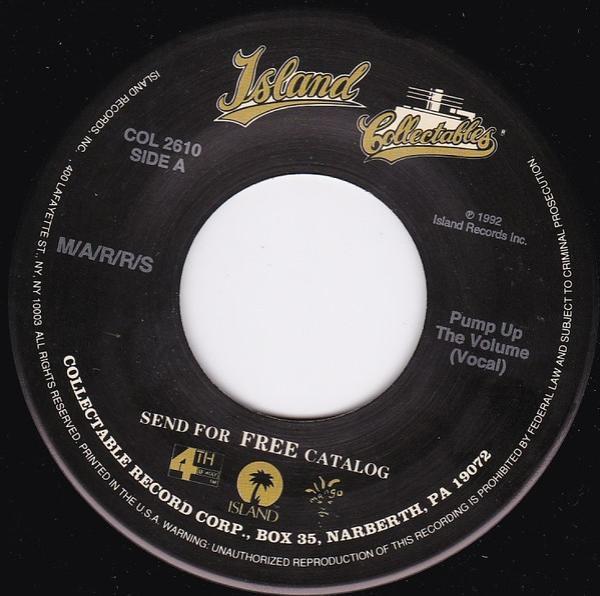 Island
Collectables
COL 2610
SIDE A
℗ 1992
Island Records Inc.
M/A/R/R/S
Pump Up
The Volume
(Vocal)
SEND FOR FREE CATALOG
4TH
ISLAND
mango
COLLECTABLE RECORD CORP., BOX 35, NARBERTH, PA 19072
ISLAND RECORDS INC., 400 LAFAYETTE ST., NY, NY 10003 ALL RIGHTS RESERVED. PRINTED IN THE U.S.A. WARNING: UNAUTHORIZED REPRODUCTION OF THIS RECORDING IS PROHIBITED BY FEDERAL LAW AND SUBJECT TO CRIMINAL PROSECUTION